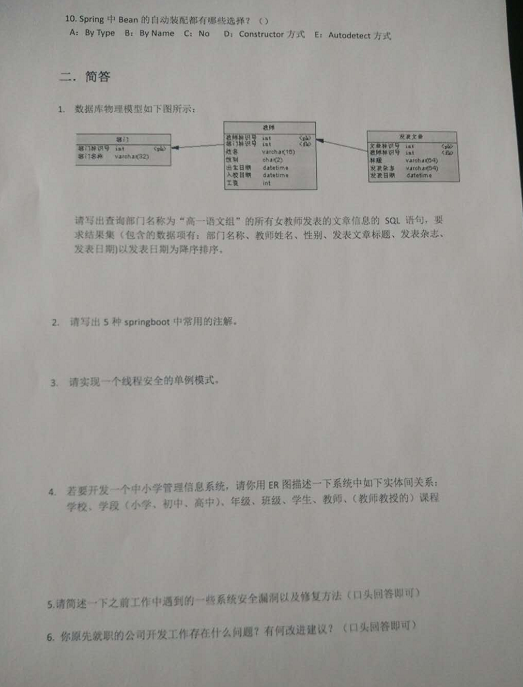 10. Spring 中 Bean 的自动装配都有哪些选择？（）
A: By Type B: By Name C: No D: Constructor 方式 E: Autodetect 方式
二．简答
1. 数据库物理模型如下图所示：
部门
部门标识号 int <pk>
部门名称 varchar(32)
教师
教师标识号 int <pk>
部门标识号 int <fk>
姓名 varchar(16)
性别 char(2)
出生日期 datetime
入校日期 datetime
工资 int
发表文章
文章标识号 int <pk>
教师标识号 int <fk>
标题 varchar(64)
发表杂志 varchar(64)
发表日期 datetime
请写出查询部门名称为“高一语文组”的所有女教师发表的文章信息的 SQL 语句，要
求结果集（包含的数据项有：部门名称、教师姓名、性别、发表文章标题、发表杂志、
发表日期)以发表日期为降序排序。
2. 请写出 5 种 springboot 中常用的注解。
3. 请实现一个线程安全的单例模式。
4. 若要开发一个中小学管理信息系统，请你用 ER 图描述一下系统中如下实体间关系：
学校、学段（小学、初中、高中）、年级、班级、学生、教师、（教师教授的）课程
5.请简述一下之前工作中遇到的一些系统安全漏洞以及修复方法（口头回答即可）
6. 你原先就职的公司开发工作存在什么问题？有何改进建议？（口头回答即可）